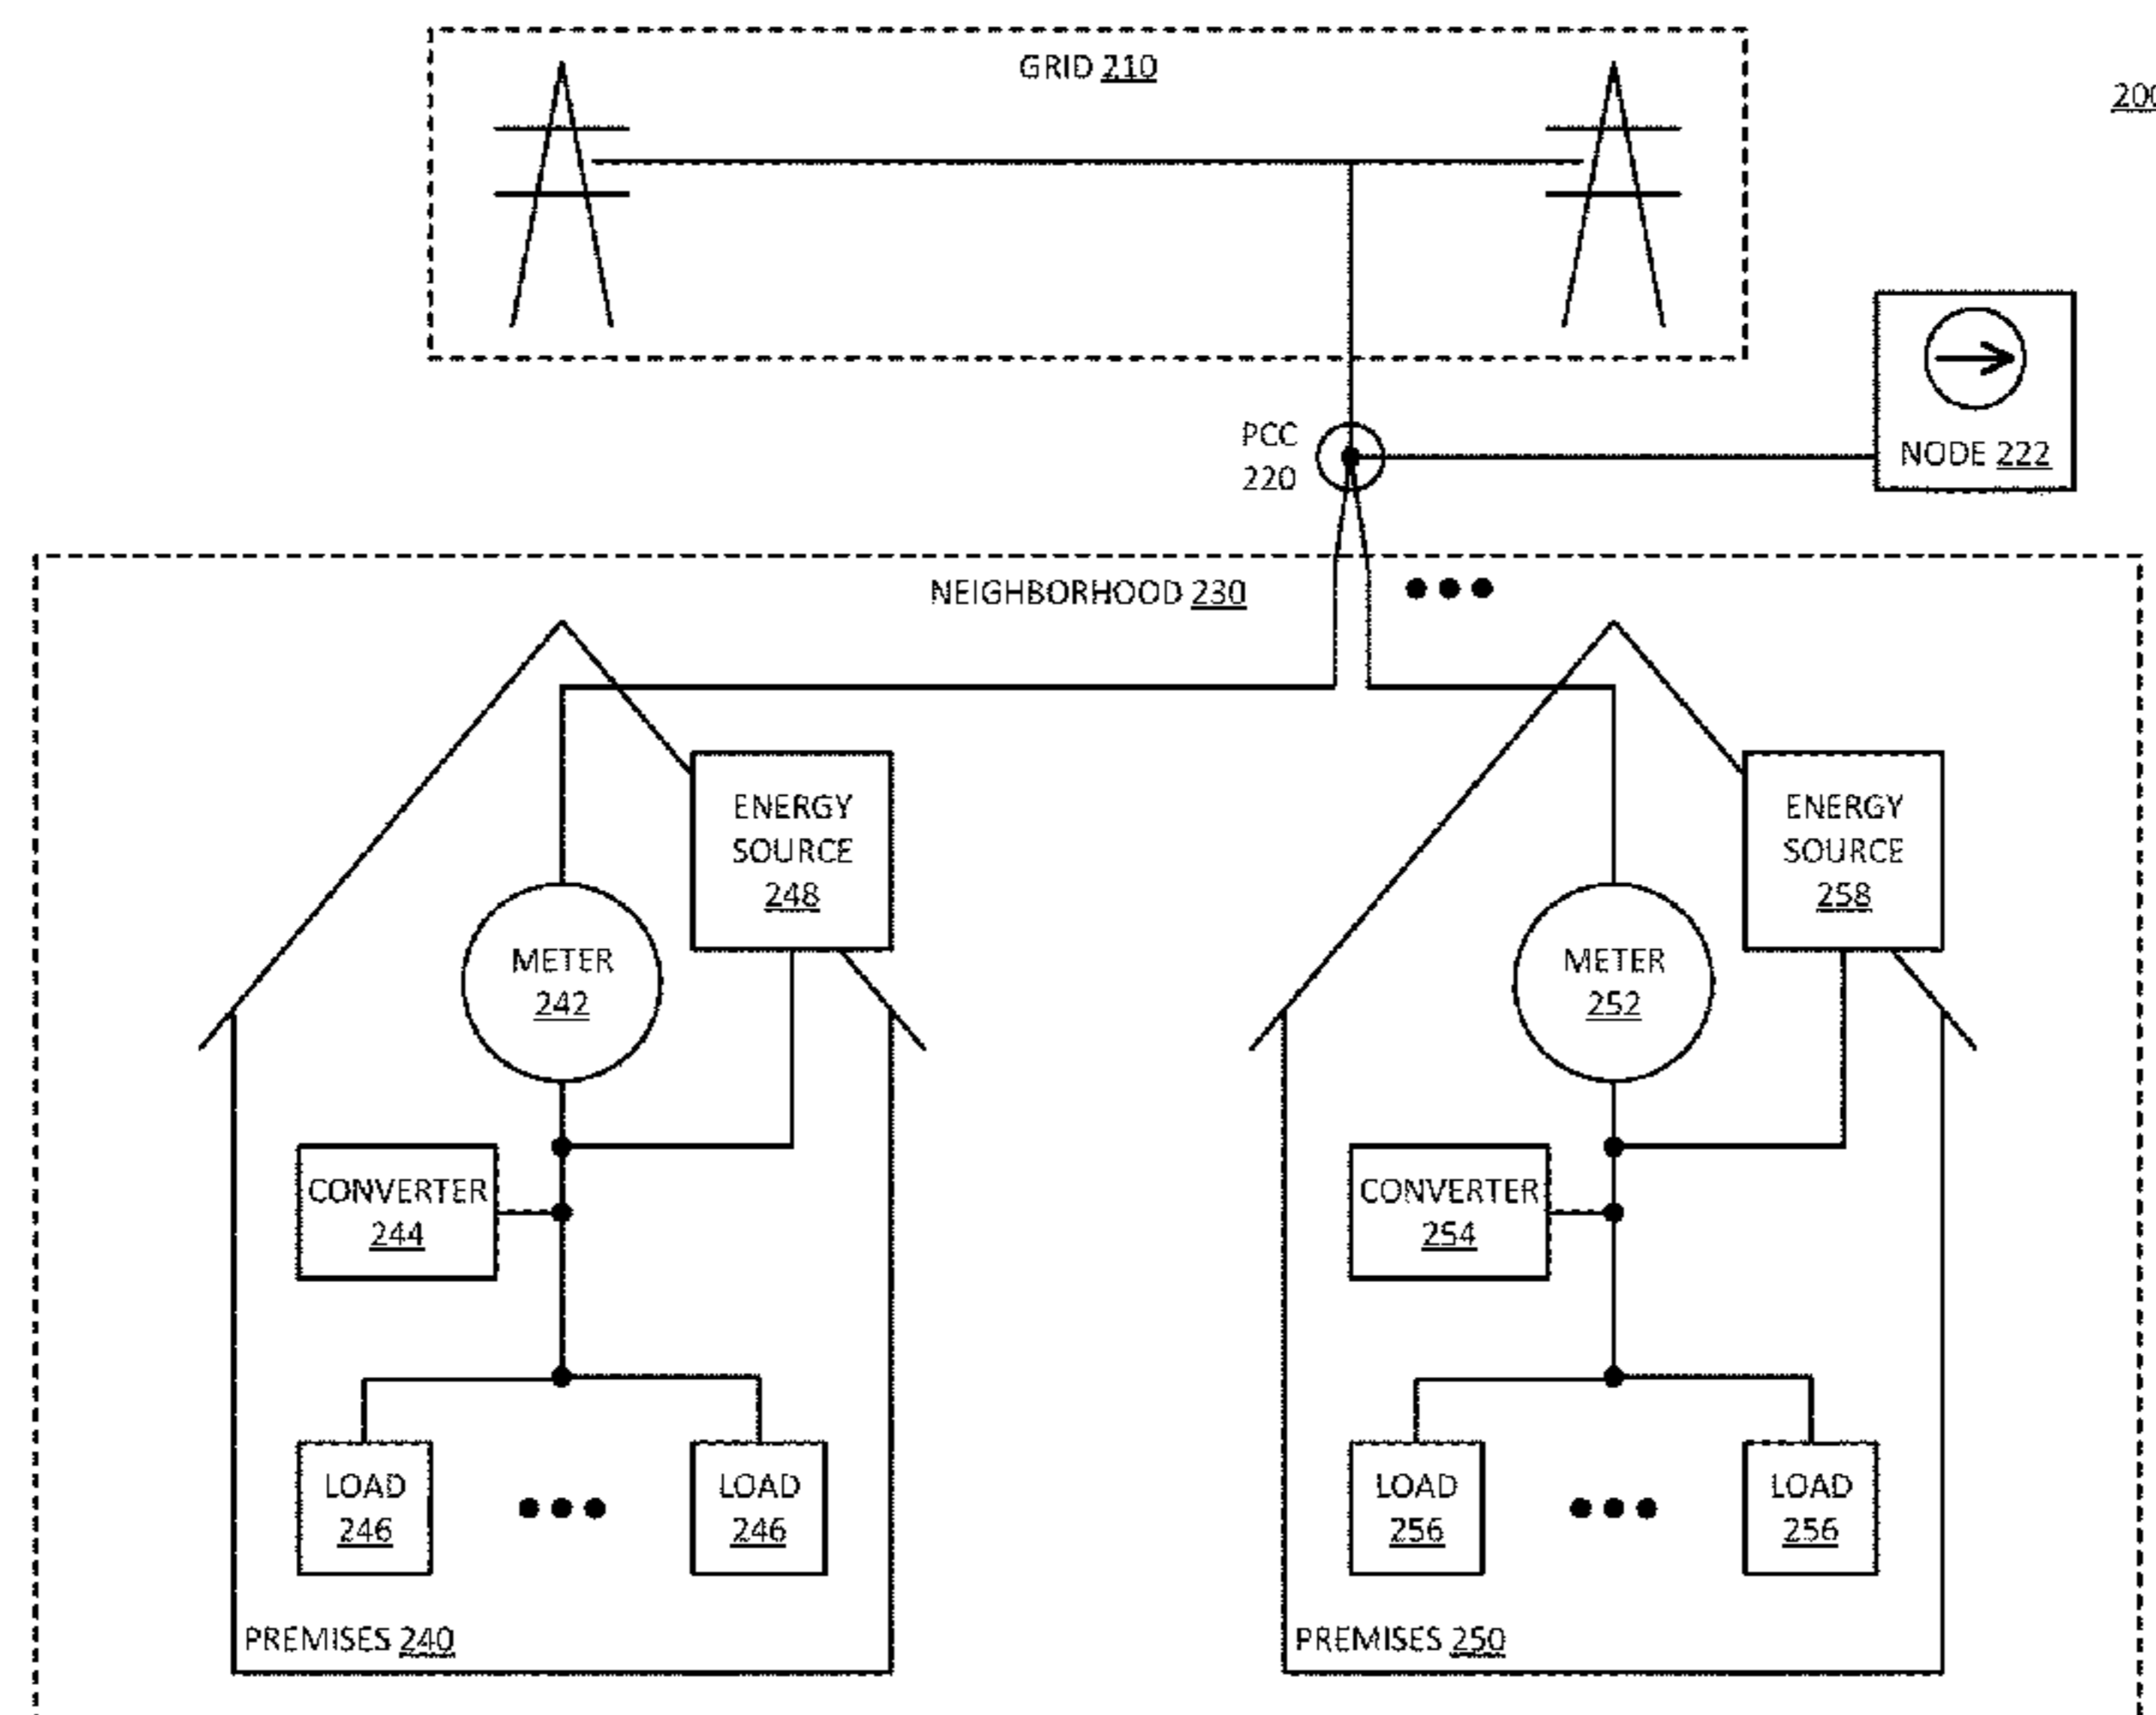 GRID 210
200
PCC
220
NODE 222
NEIGHBORHOOD 230
ENERGY
SOURCE
248
ENERGY
SOURCE
258
METER
242
METER
252
CONVERTER
244
CONVERTER
254
LOAD
246
LOAD
246
LOAD
256
LOAD
256
PREMISES 240
PREMISES 250